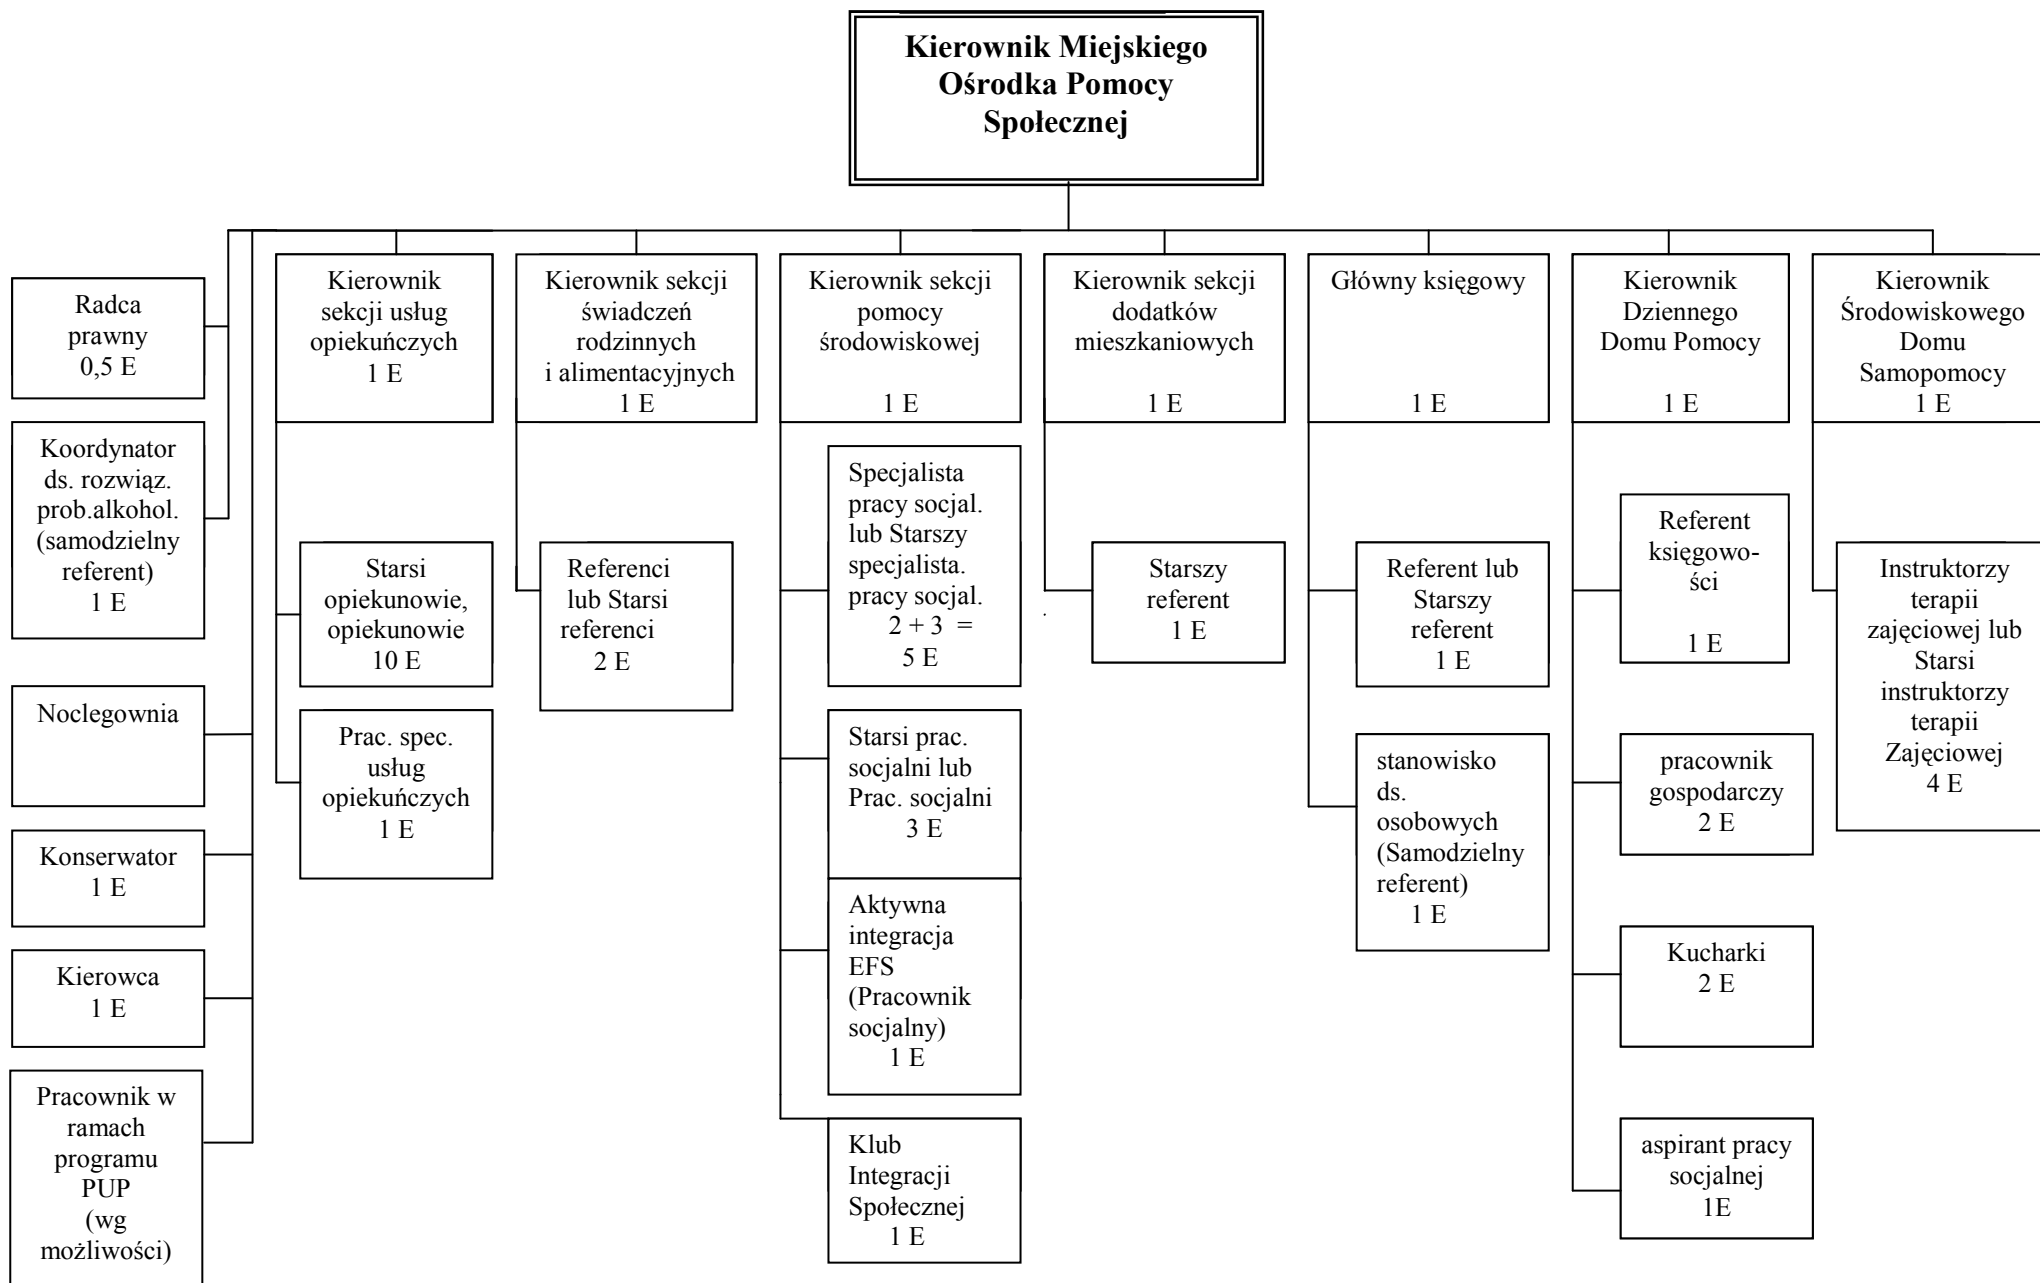 Kierownik Miejskiego
Ośrodka Pomocy
Społecznej
Radca
prawny
0,5 E
Koordynator
ds. rozwiąz.
prob.alkohol.
(samodzielny
referent)
1 E
Noclegownia
Konserwator
1 E
Kierowca
1 E
Pracownik w
ramach
programu
PUP
(wg
możliwości)
Kierownik
sekcji usług
opiekuńczych
1 E
Starsi
opiekunowie,
opiekunowie
10 E
Prac. spec.
usług
opiekuńczych
1 E
Kierownik sekcji
świadczeń
rodzinnych
i alimentacyjnych
1 E
Referenci
lub Starsi
referenci
2 E
Kierownik sekcji
pomocy
środowiskowej
1 E
Specjalista
pracy socjal.
lub Starszy
specjalista.
pracy socjal.
2 + 3 =
5 E
Starsi prac.
socjalni lub
Prac. socjalni
3 E
Aktywna
integracja
EFS
(Pracownik
socjalny)
1 E
Klub
Integracji
Społecznej
1 E
Kierownik sekcji
dodatków
mieszkaniowych
1 E
Starszy
referent
1 E
Główny księgowy
1 E
Referent lub
Starszy
referent
1 E
stanowisko
ds.
osobowych
(Samodzielny
referent)
1 E
Kierownik
Dziennego
Domu Pomocy
1 E
Referent
księgowo-
ści
1 E
pracownik
gospodarczy
2 E
Kucharki
2 E
aspirant pracy
socjalnej
1E
Kierownik
Środowiskowego
Domu
Samopomocy
1 E
Instruktorzy
terapii
zajęciowej lub
Starsi
instruktorzy
terapii
Zajęciowej
4 E